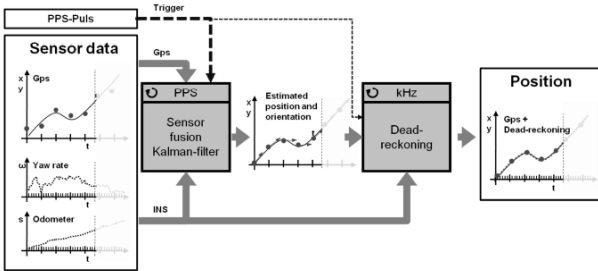 PPS-Puls
Trigger
Sensor data
Gps
x
y
Gps
t
ω
Yaw rate
t
s
Odometer
t
PPS
Sensor
fusion
Kalman-filter
INS
Estimated
position and
orientation
x
y
t
kHz
Dead-
reckoning
Position
x
y
Gps +
Dead-reckoning
t